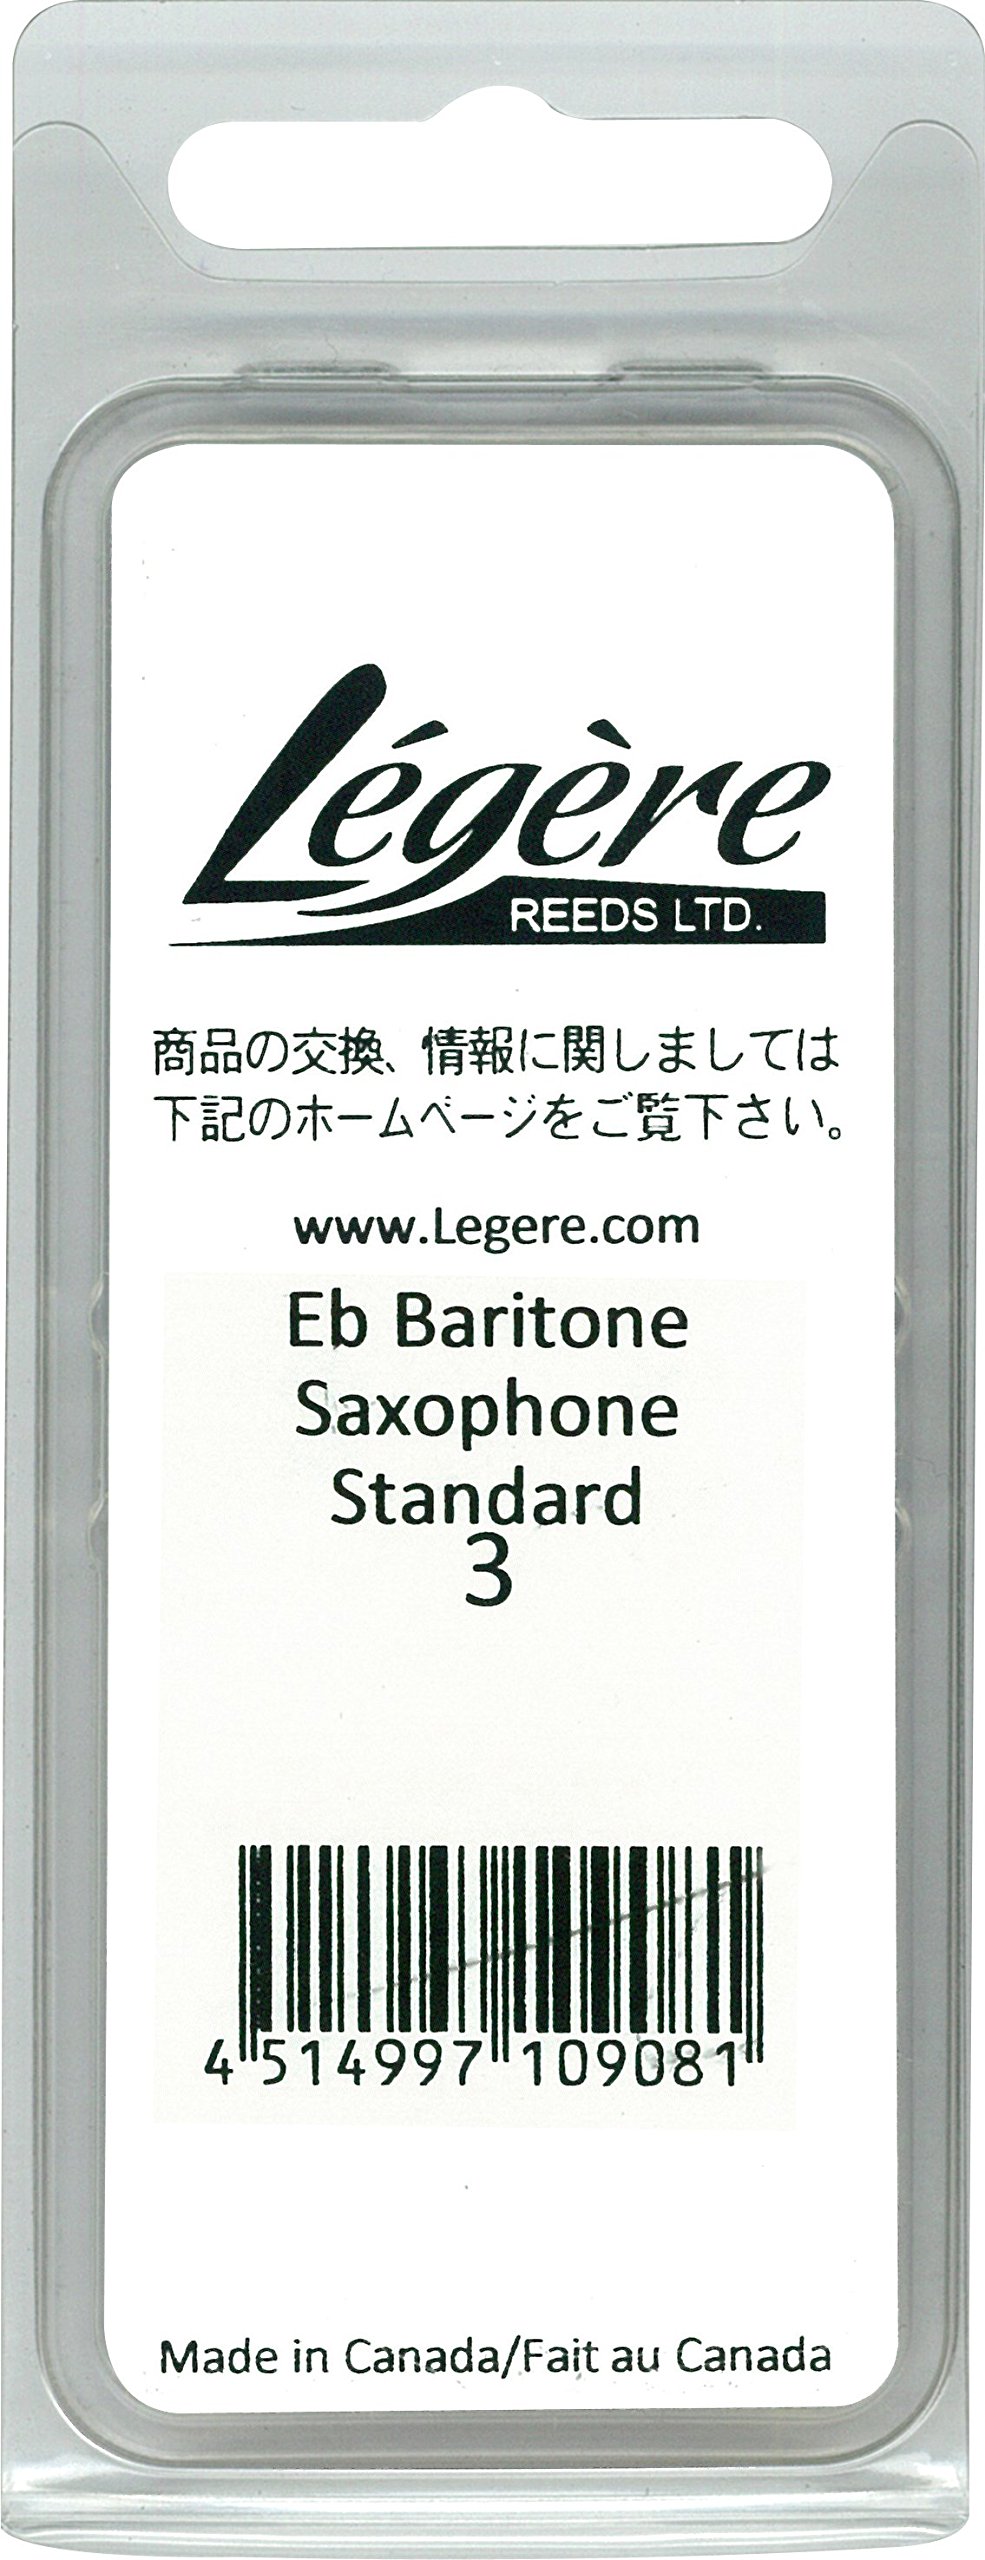 Légère
REEDS LTD.
商品の交換、情報に関しましては
下記のホームページをご覧下さい。
www.Legere.com
Eb Baritone
Saxophone
Standard
3
4 514997 109081
Made in Canada/Fait au Canada